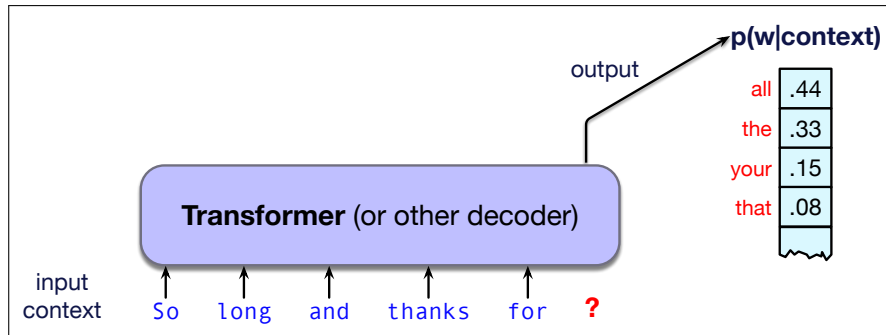 p(w|context)
output
all .44
the .33
your .15
that .08
Transformer (or other decoder)
input
context
So long and thanks for ?